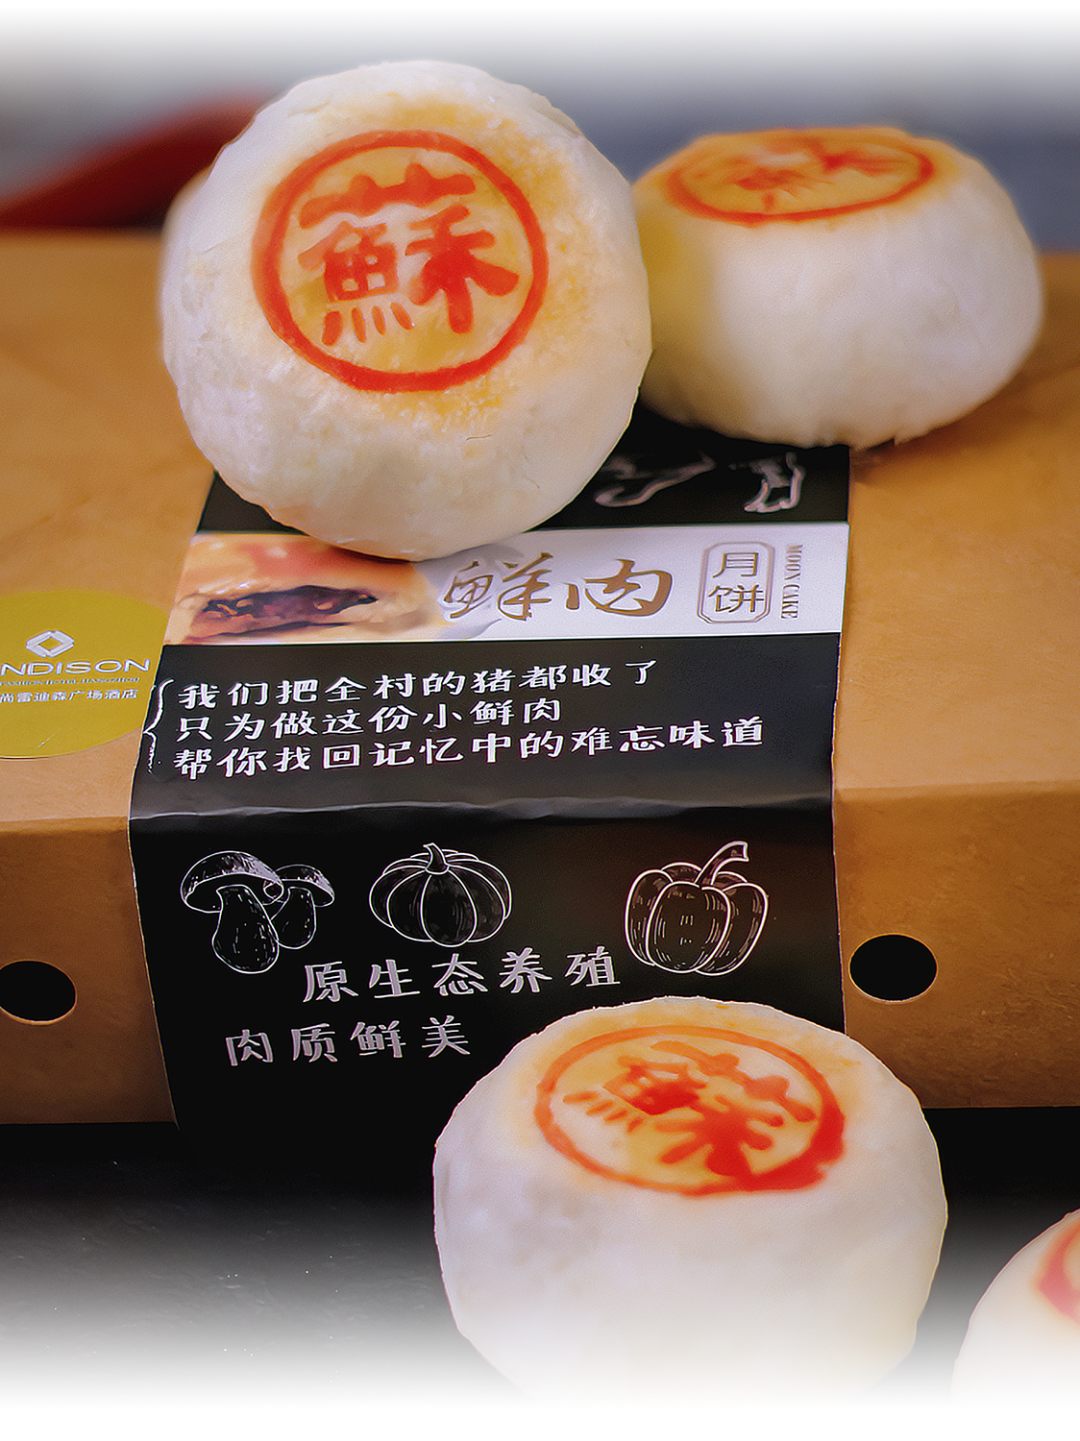 蘇
蘇
鲜肉
月饼
MOON CAKE
NDISON
尚雷迪森广场酒店
我们把全村的猪都收了
只为做这份小鲜肉
帮你找回记忆中的难忘味道
原生态养殖
肉质鲜美
蘇